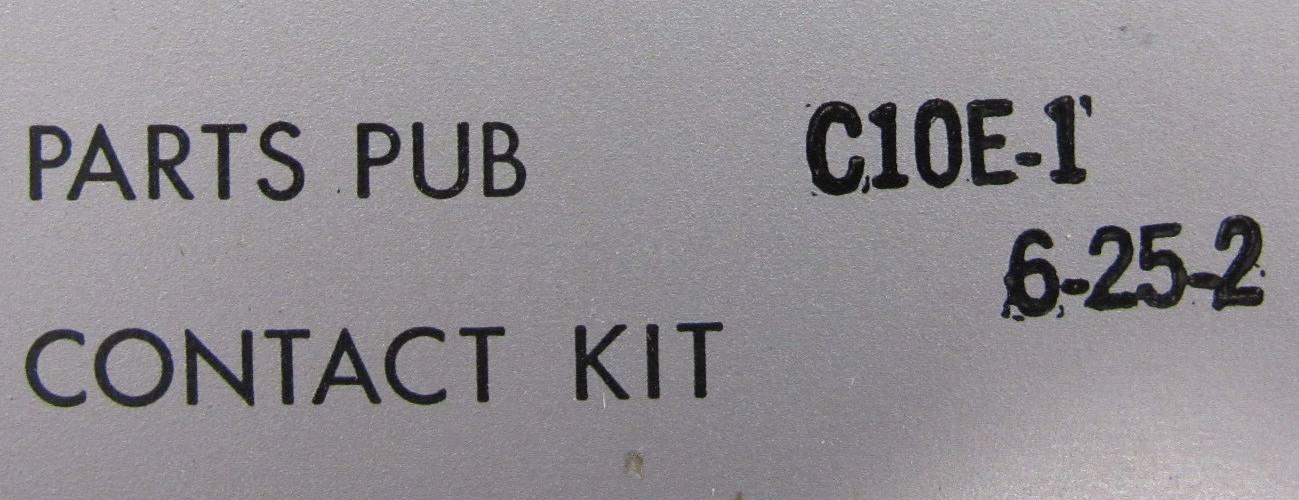 PARTS PUB C10E-1
6-25-2
CONTACT KIT